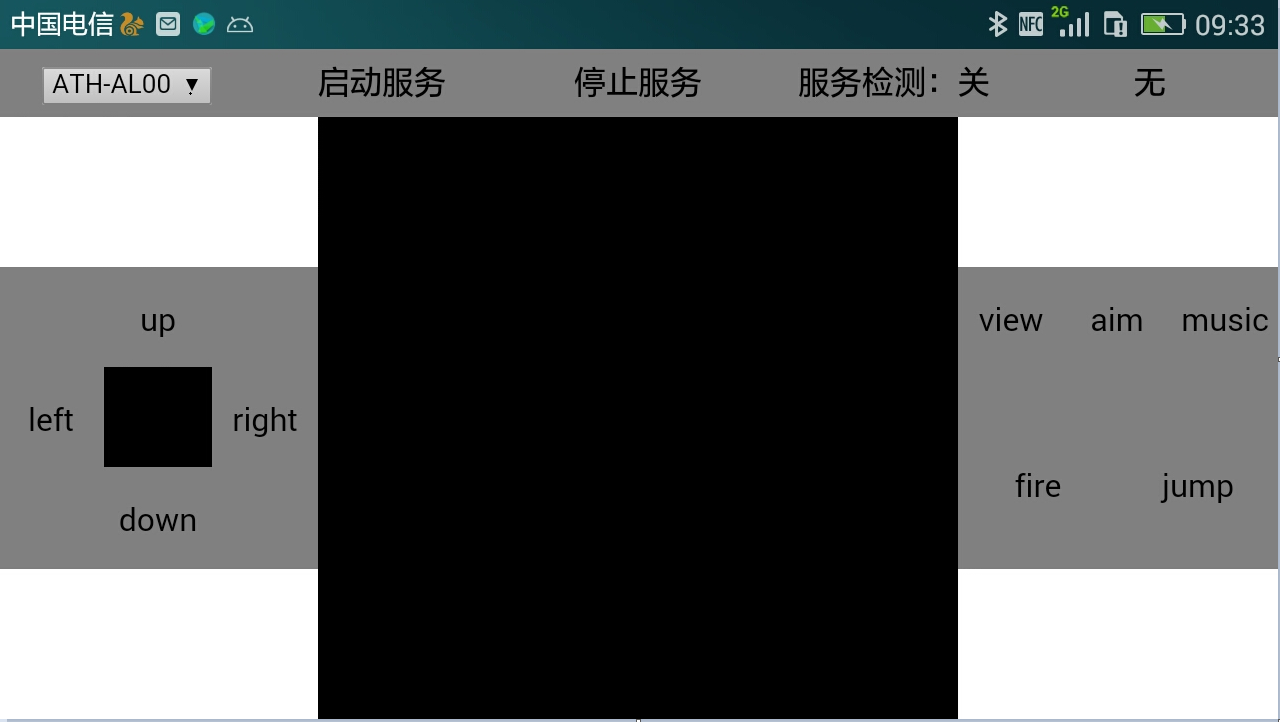 中国电信 NFC 2G 09:33
ATH-AL00 ▼ 启动服务 停止服务 服务检测：关 无
up view aim music
left right
fire jump
down